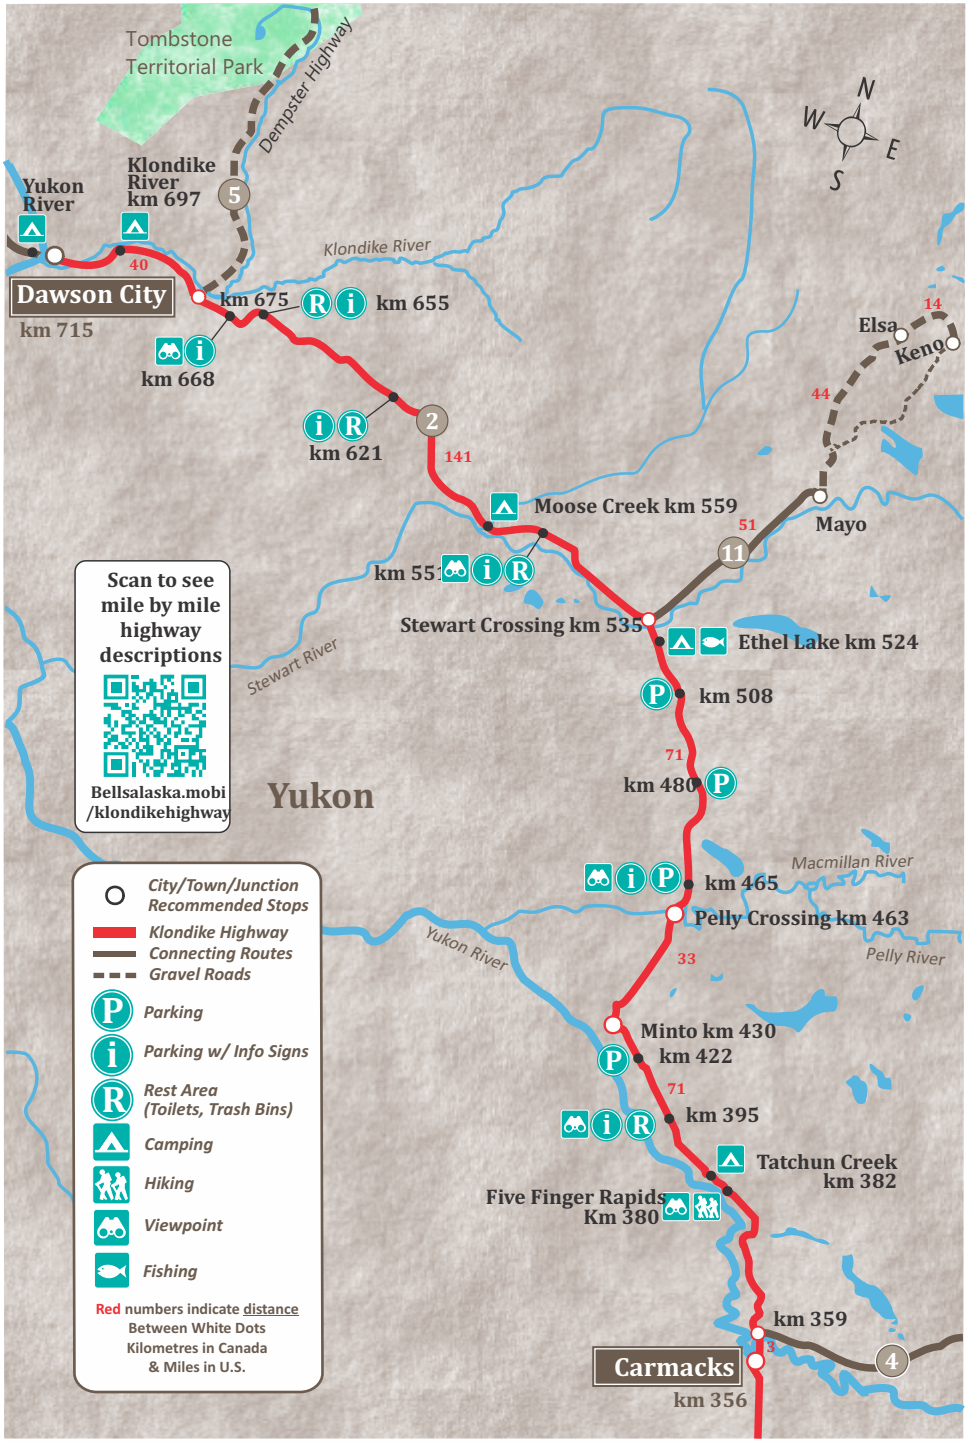 Tombstone
Territorial Park
Dempster Highway
N
W
E
S
Klondike
River
km 697
Yukon
River
5
40
Klondike River
Dawson City
km 715
km 675
R
i
km 655
i
km 668
14
Elsa
Keno
44
2
i
R
km 621
141
Moose Creek km 559
51
Mayo
11
km 551
i
R
Scan to see
mile by mile
highway
descriptions
Bellsalaska.mobi
/klondikehighway
Stewart Crossing km 535
Ethel Lake km 524
Stewart River
P
km 508
71
km 480
P
Yukon
Macmillan River
i
P
km 465
Pelly Crossing km 463
Pelly River
Yukon River
33
Minto km 430
P
km 422
71
km 395
i
R
Tatchun Creek
km 382
Five Finger Rapids
Km 380
km 359
3
4
Carmacks
km 356
City/Town/Junction
Recommended Stops
Klondike Highway
Connecting Routes
Gravel Roads
P
Parking
i
Parking w/ Info Signs
R
Rest Area
(Toilets, Trash Bins)
Camping
Hiking
Viewpoint
Fishing
Red numbers indicate distance
Between White Dots
Kilometres in Canada
& Miles in U.S.